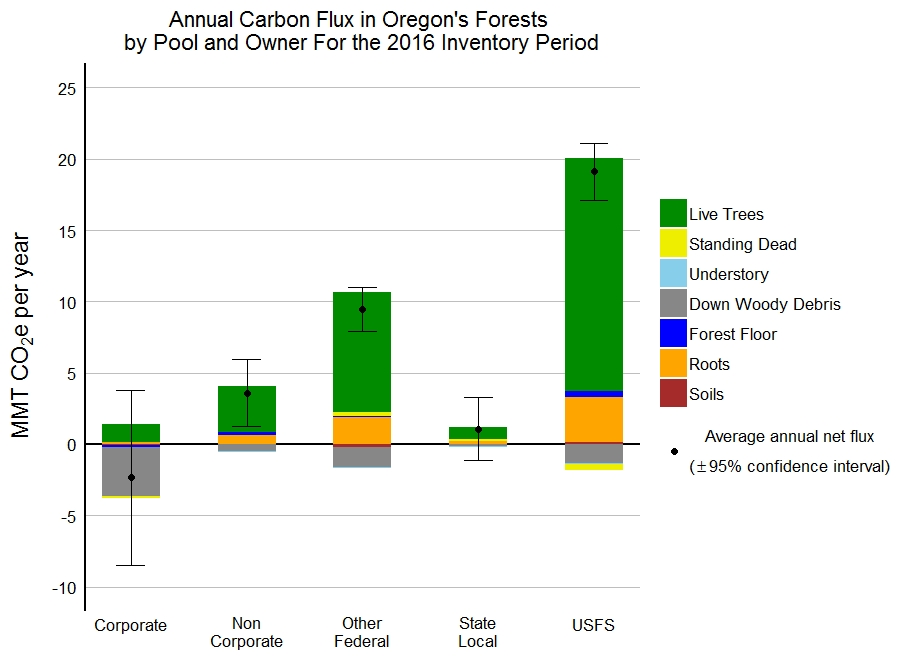 Annual Carbon Flux in Oregon's Forests
by Pool and Owner For the 2016 Inventory Period
MMT CO₂e per year
25
20
15
10
5
0
-5
-10
Corporate
Non
Corporate
Other
Federal
State
Local
USFS
Live Trees
Standing Dead
Understory
Down Woody Debris
Forest Floor
Roots
Soils
Average annual net flux
(±95% confidence interval)